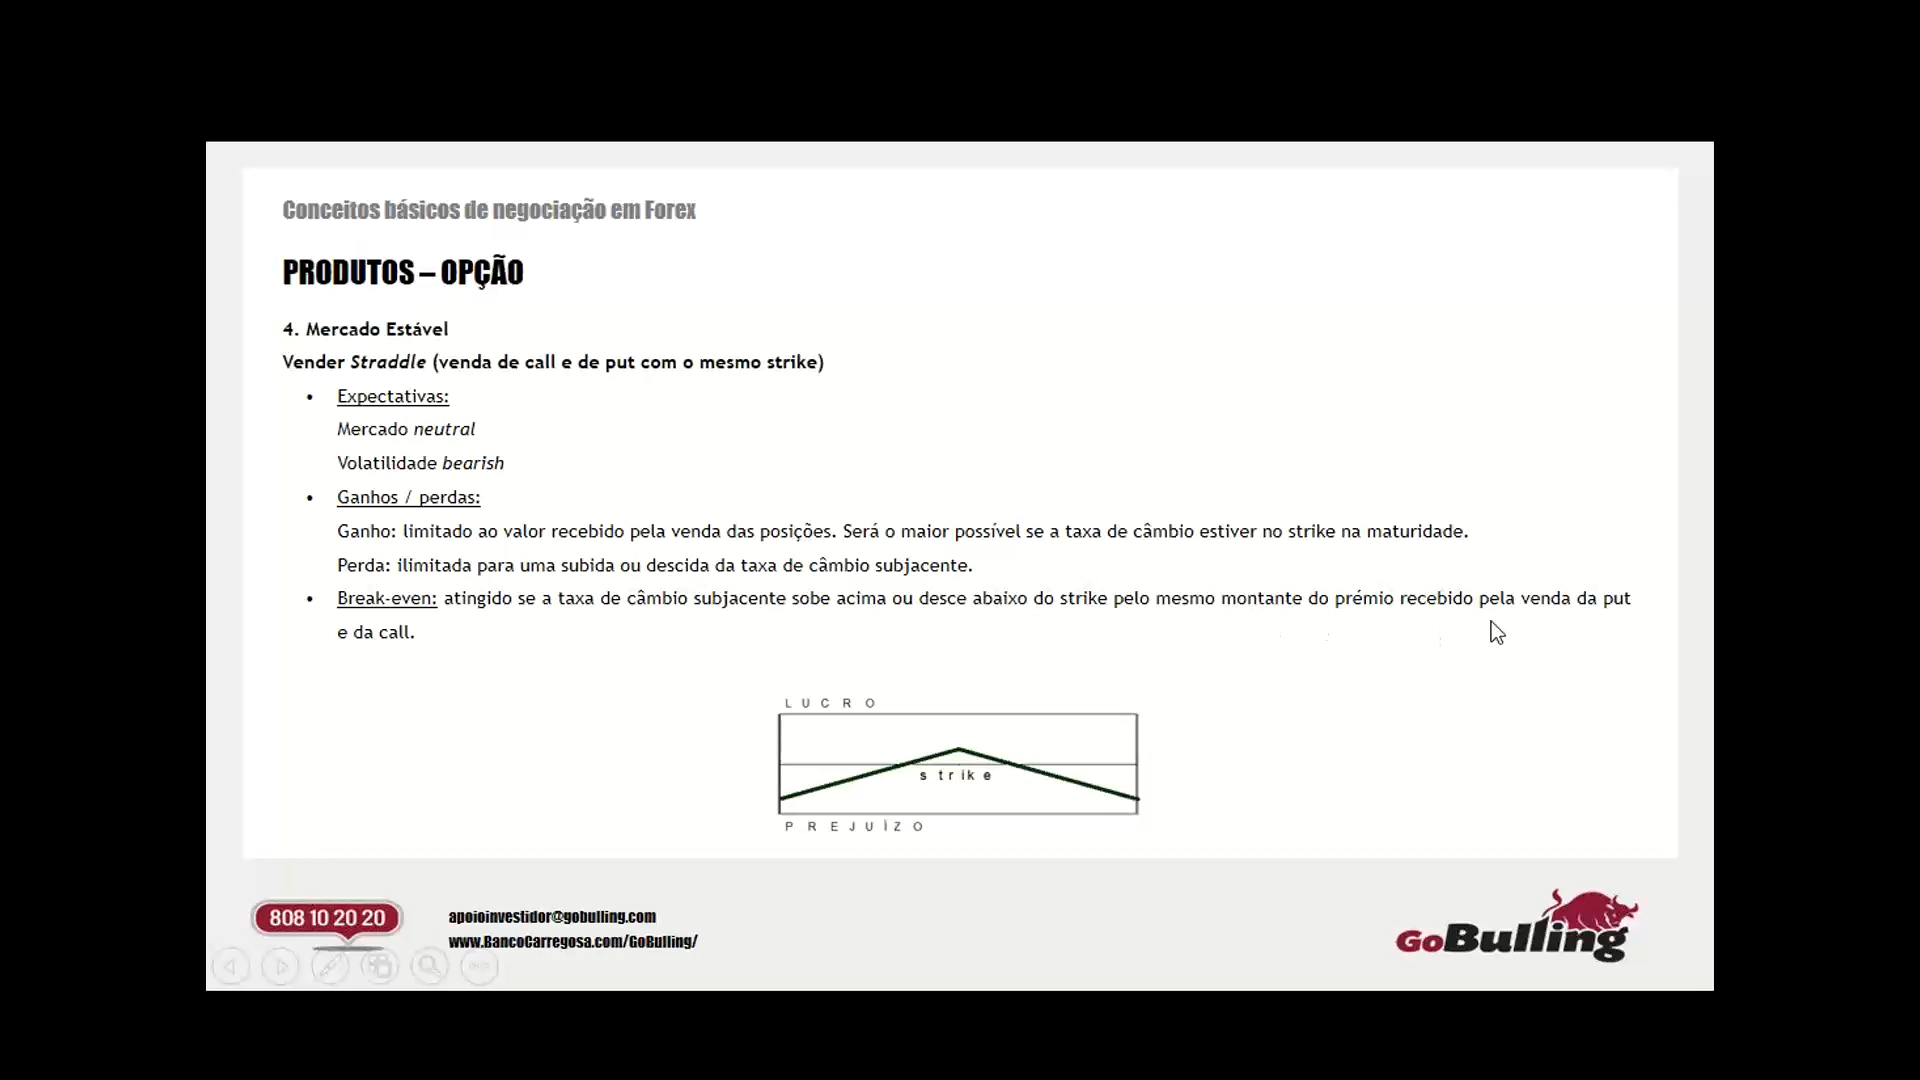 Conceitos básicos de negociação em Forex
PRODUTOS – OPÇÃO
4. Mercado Estável
Vender Straddle (venda de call e de put com o mesmo strike)
• Expectativas:
Mercado neutral
Volatilidade bearish
• Ganhos / perdas:
Ganho: limitado ao valor recebido pela venda das posições. Será o maior possível se a taxa de câmbio estiver no strike na maturidade.
Perda: ilimitada para uma subida ou descida da taxa de câmbio subjacente.
• Break-even: atingido se a taxa de câmbio subjacente sobe acima ou desce abaixo do strike pelo mesmo montante do prémio recebido pela venda da put
e da call.
LUCRO
strike
PREJUÍZO
808 10 20 20
apoioinvestidor@gobulling.com
www.BancoCarregosa.com/GoBulling/
GoBulling